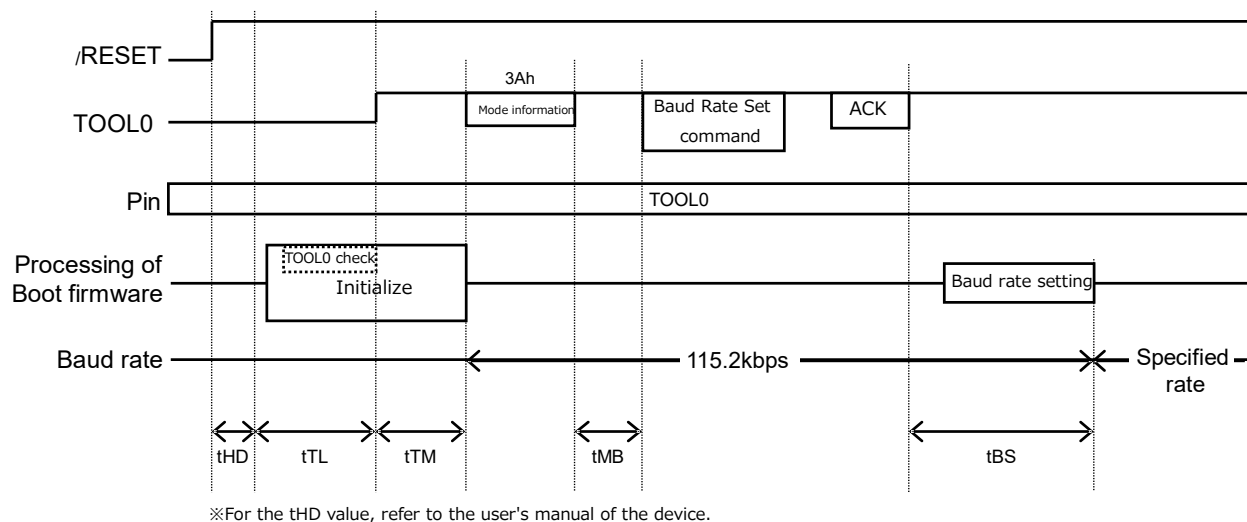 /RESET
3Ah
TOOL0
Mode information
Baud Rate Set
command
ACK
Pin
TOOL0
Processing of
Boot firmware
TOOL0 check
Initialize
Baud rate setting
Baud rate
115.2kbps
Specified
rate
tHD
tTL
tTM
tMB
tBS
※For the tHD value, refer to the user's manual of the device.